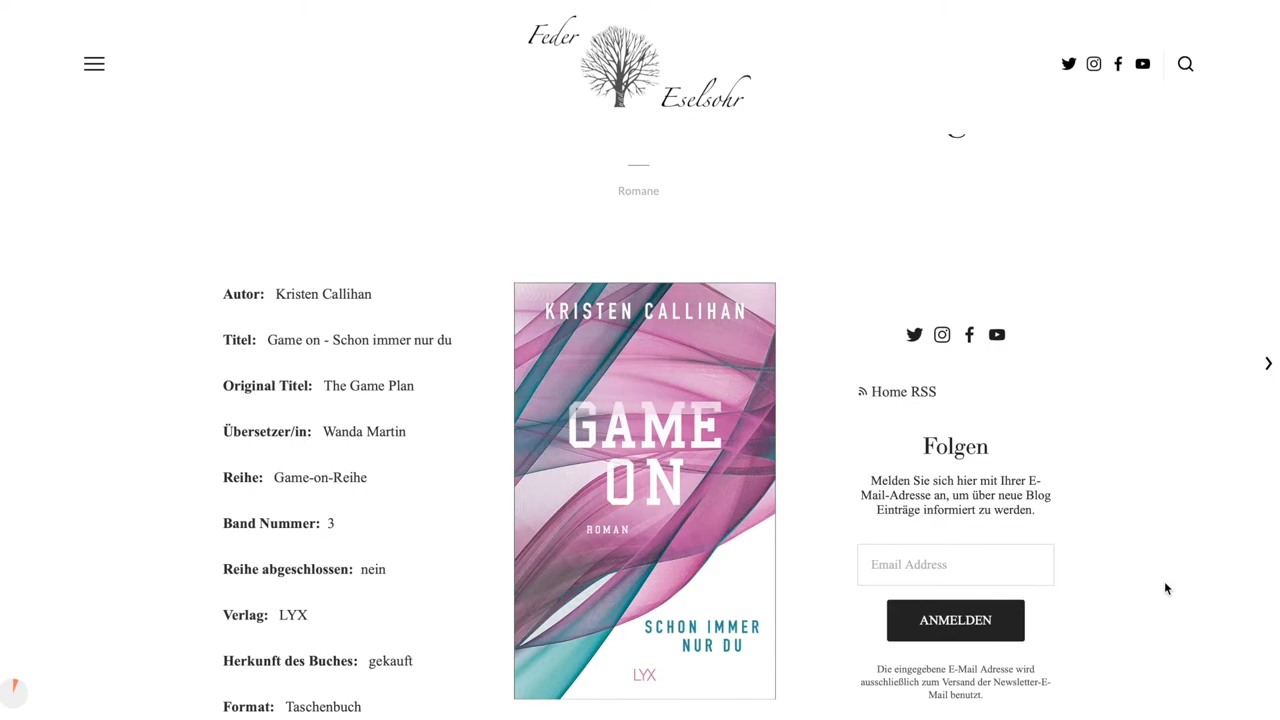 Feder
Eselsohr
Romane
Autor: Kristen Callihan
Titel: Game on - Schon immer nur du
Original Titel: The Game Plan
Übersetzer/in: Wanda Martin
Reihe: Game-on-Reihe
Band Nummer: 3
Reihe abgeschlossen: nein
Verlag: LYX
Herkunft des Buches: gekauft
Format: Taschenbuch
KRISTEN CALLIHAN
GAME
ON
ROMAN
SCHON IMMER
NUR DU
LYX
Home RSS
Folgen
Melden Sie sich hier mit Ihrer E-
Mail-Adresse an, um über neue Blog
Einträge informiert zu werden.
Email Address
ANMELDEN
Die eingegebene E-Mail Adresse wird
ausschließlich zum Versand der Newsletter-E-
Mail benutzt.